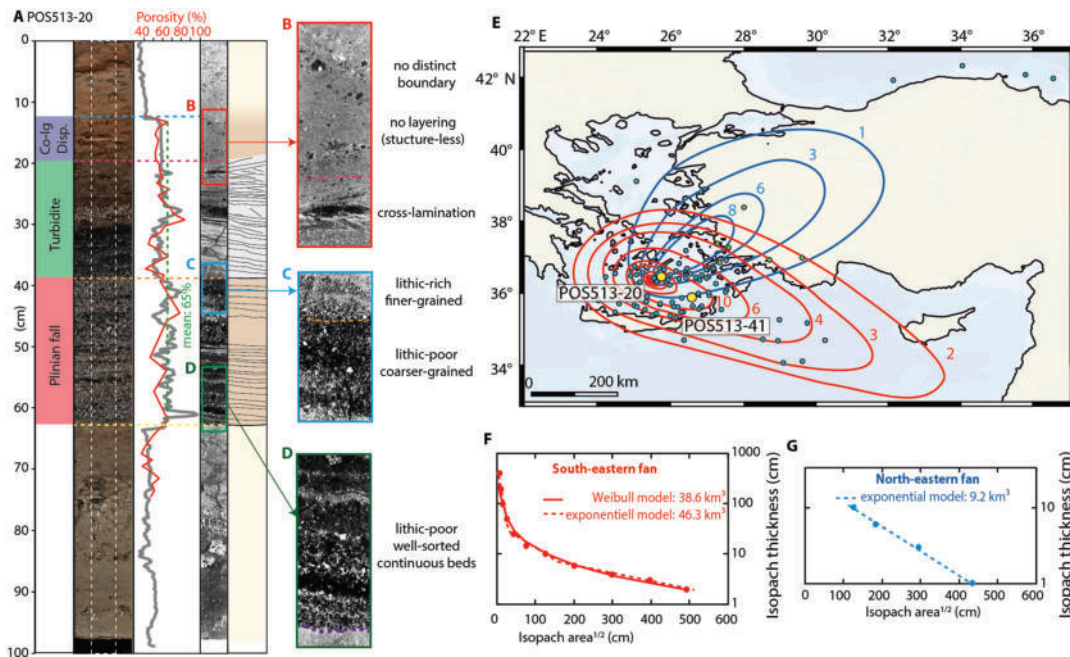 A POS513-20
Porosity (%)
40 60 80 100
0
10
20
30
40
50
60
70
80
90
100
(cm)
Co-Ig
Disp.
Turbidite
Plinian fall
mean: 65%
B
C
D
B
no distinct
boundary
no layering
(stucture-less)
cross-lamination
C
lithic-rich
finer-grained
lithic-poor
coarser-grained
D
lithic-poor
well-sorted
continuous beds
E
22° E 24° 26° 28° 30° 32° 34° 36°
42° N
40°
38°
36°
34°
1
3
6
8
10
6
4
3
2
POS513-20
POS513-41
0 200 km
F
South-eastern fan
Weibull model: 38.6 km³
exponentiell model: 46.3 km³
1000
100
10
1
Isopach thickness (cm)
0 100 200 300 400 500 600
Isopach area1/2 (cm)
G
North-eastern fan
exponential model: 9.2 km³
10
1
Isopach thickness (cm)
0 100 200 300 400 500
Isopach area1/2 (cm)